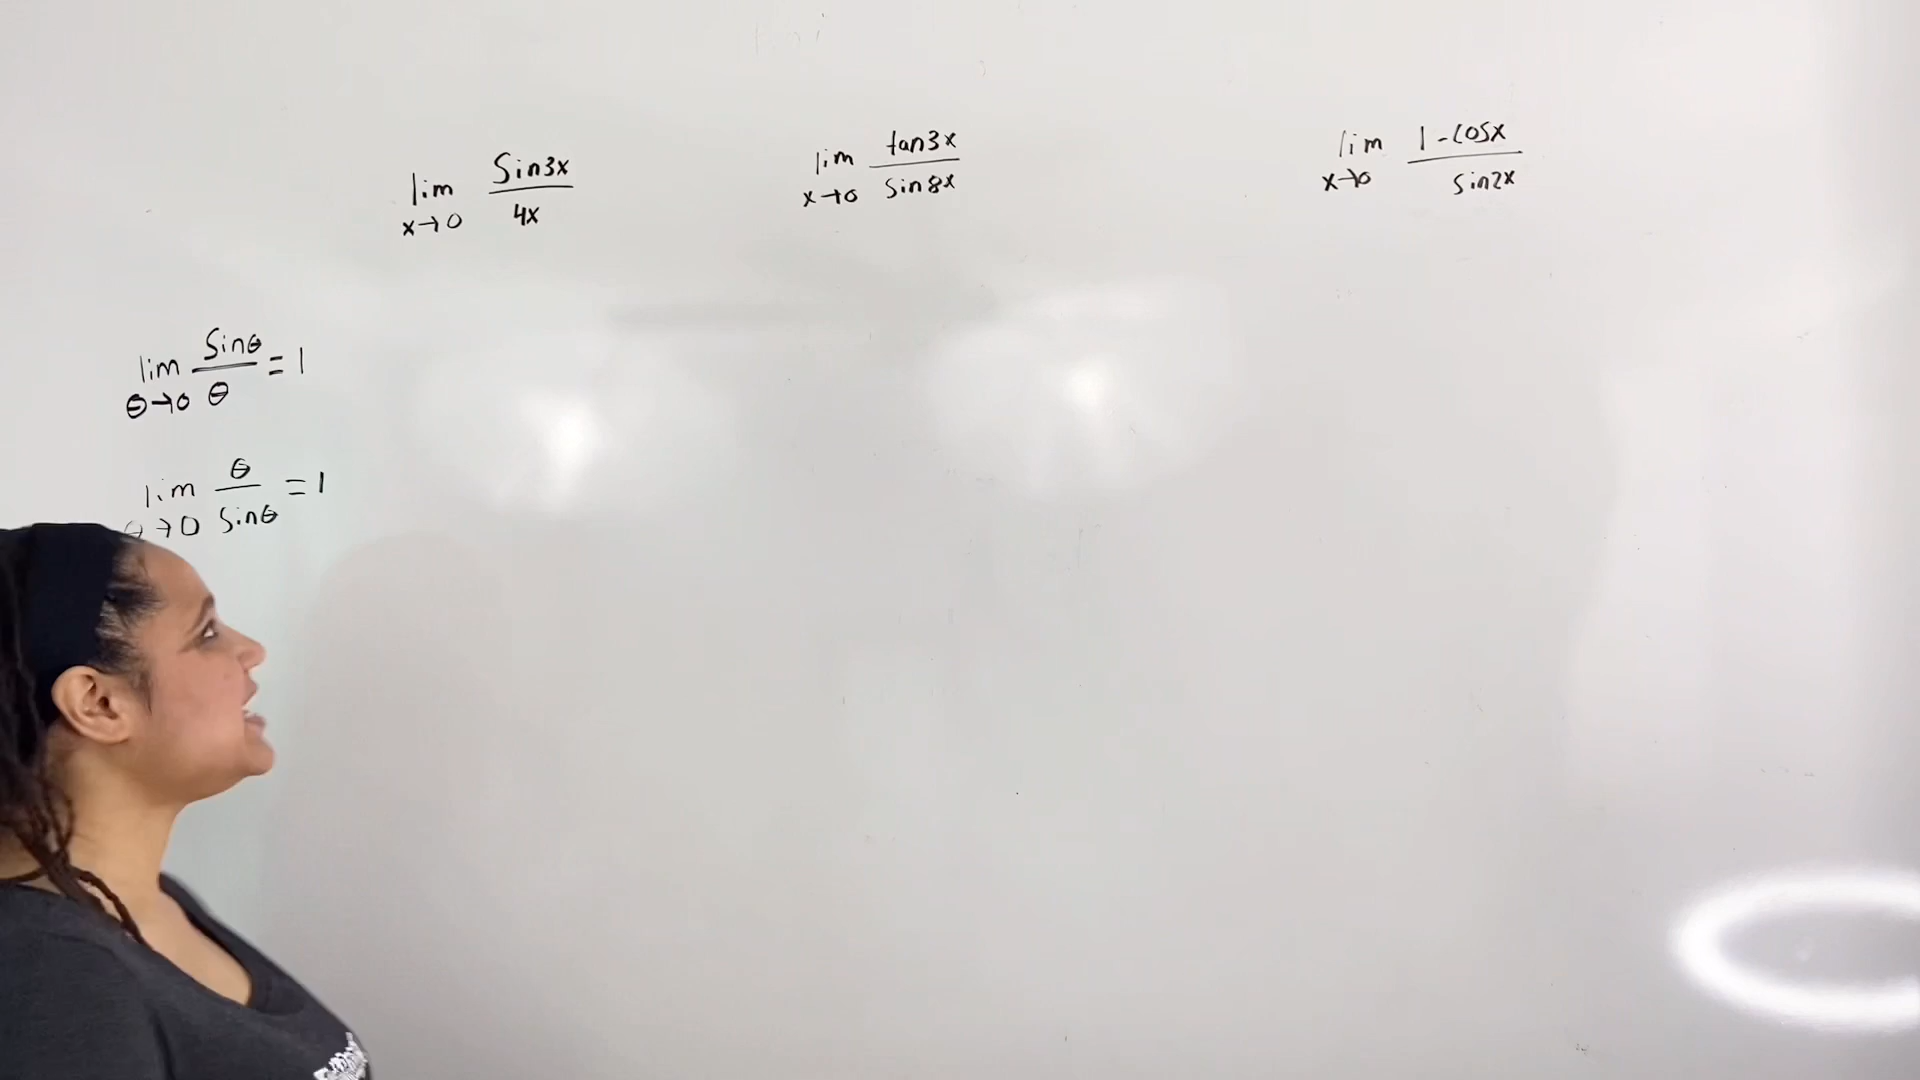 lim x→0 Sin3x / 4x
lim x→0 tan3x / Sin8x
lim x→0 1-cosx / Sin2x
lim θ→0 Sinθ / θ = 1
lim θ→0 θ / Sinθ = 1